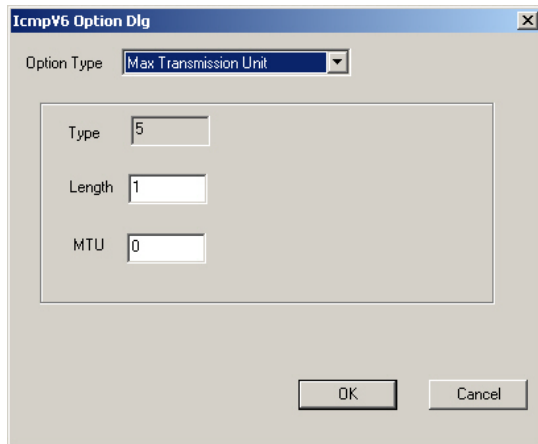 IcmpV6 Option Dlg
Option Type Max Transmission Unit
Type 5
Length 1
MTU 0
OK Cancel